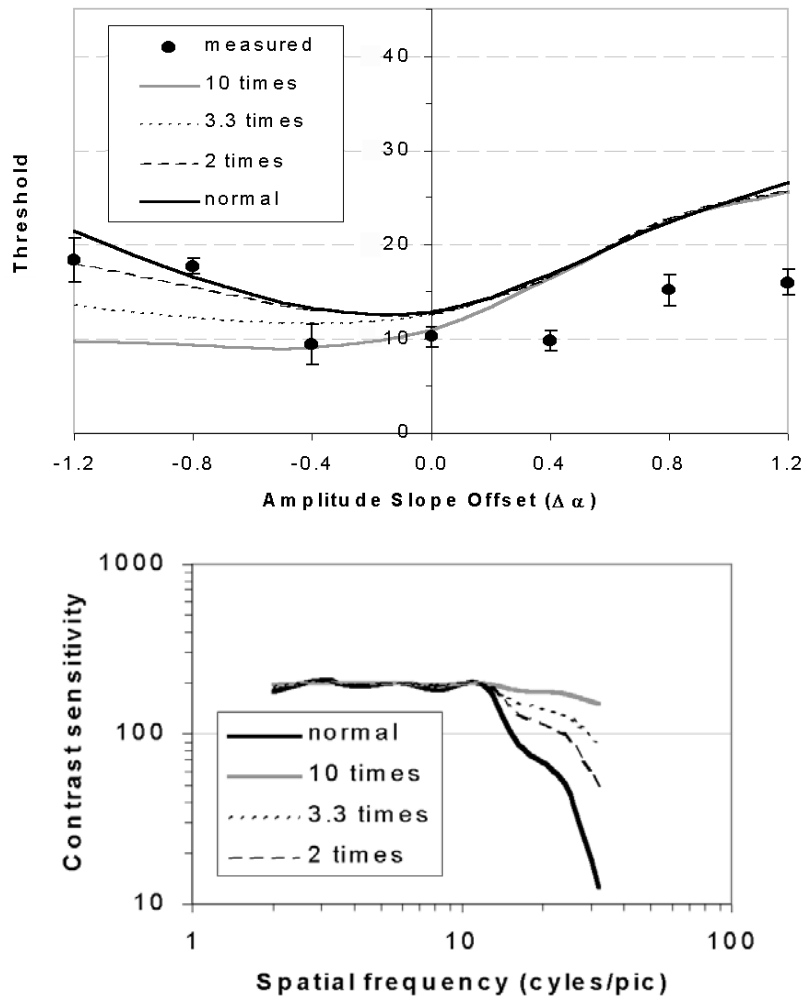 measured
10 times
3.3 times
2 times
normal
Threshold
40
30
20
10
0
-1.2 -0.8 -0.4 0.0 0.4 0.8 1.2
Amplitude Slope Offset (Δ α)
Contrast sensitivity
1000
100
10
normal
10 times
3.3 times
2 times
1 10 100
Spatial frequency (cyles/pic)